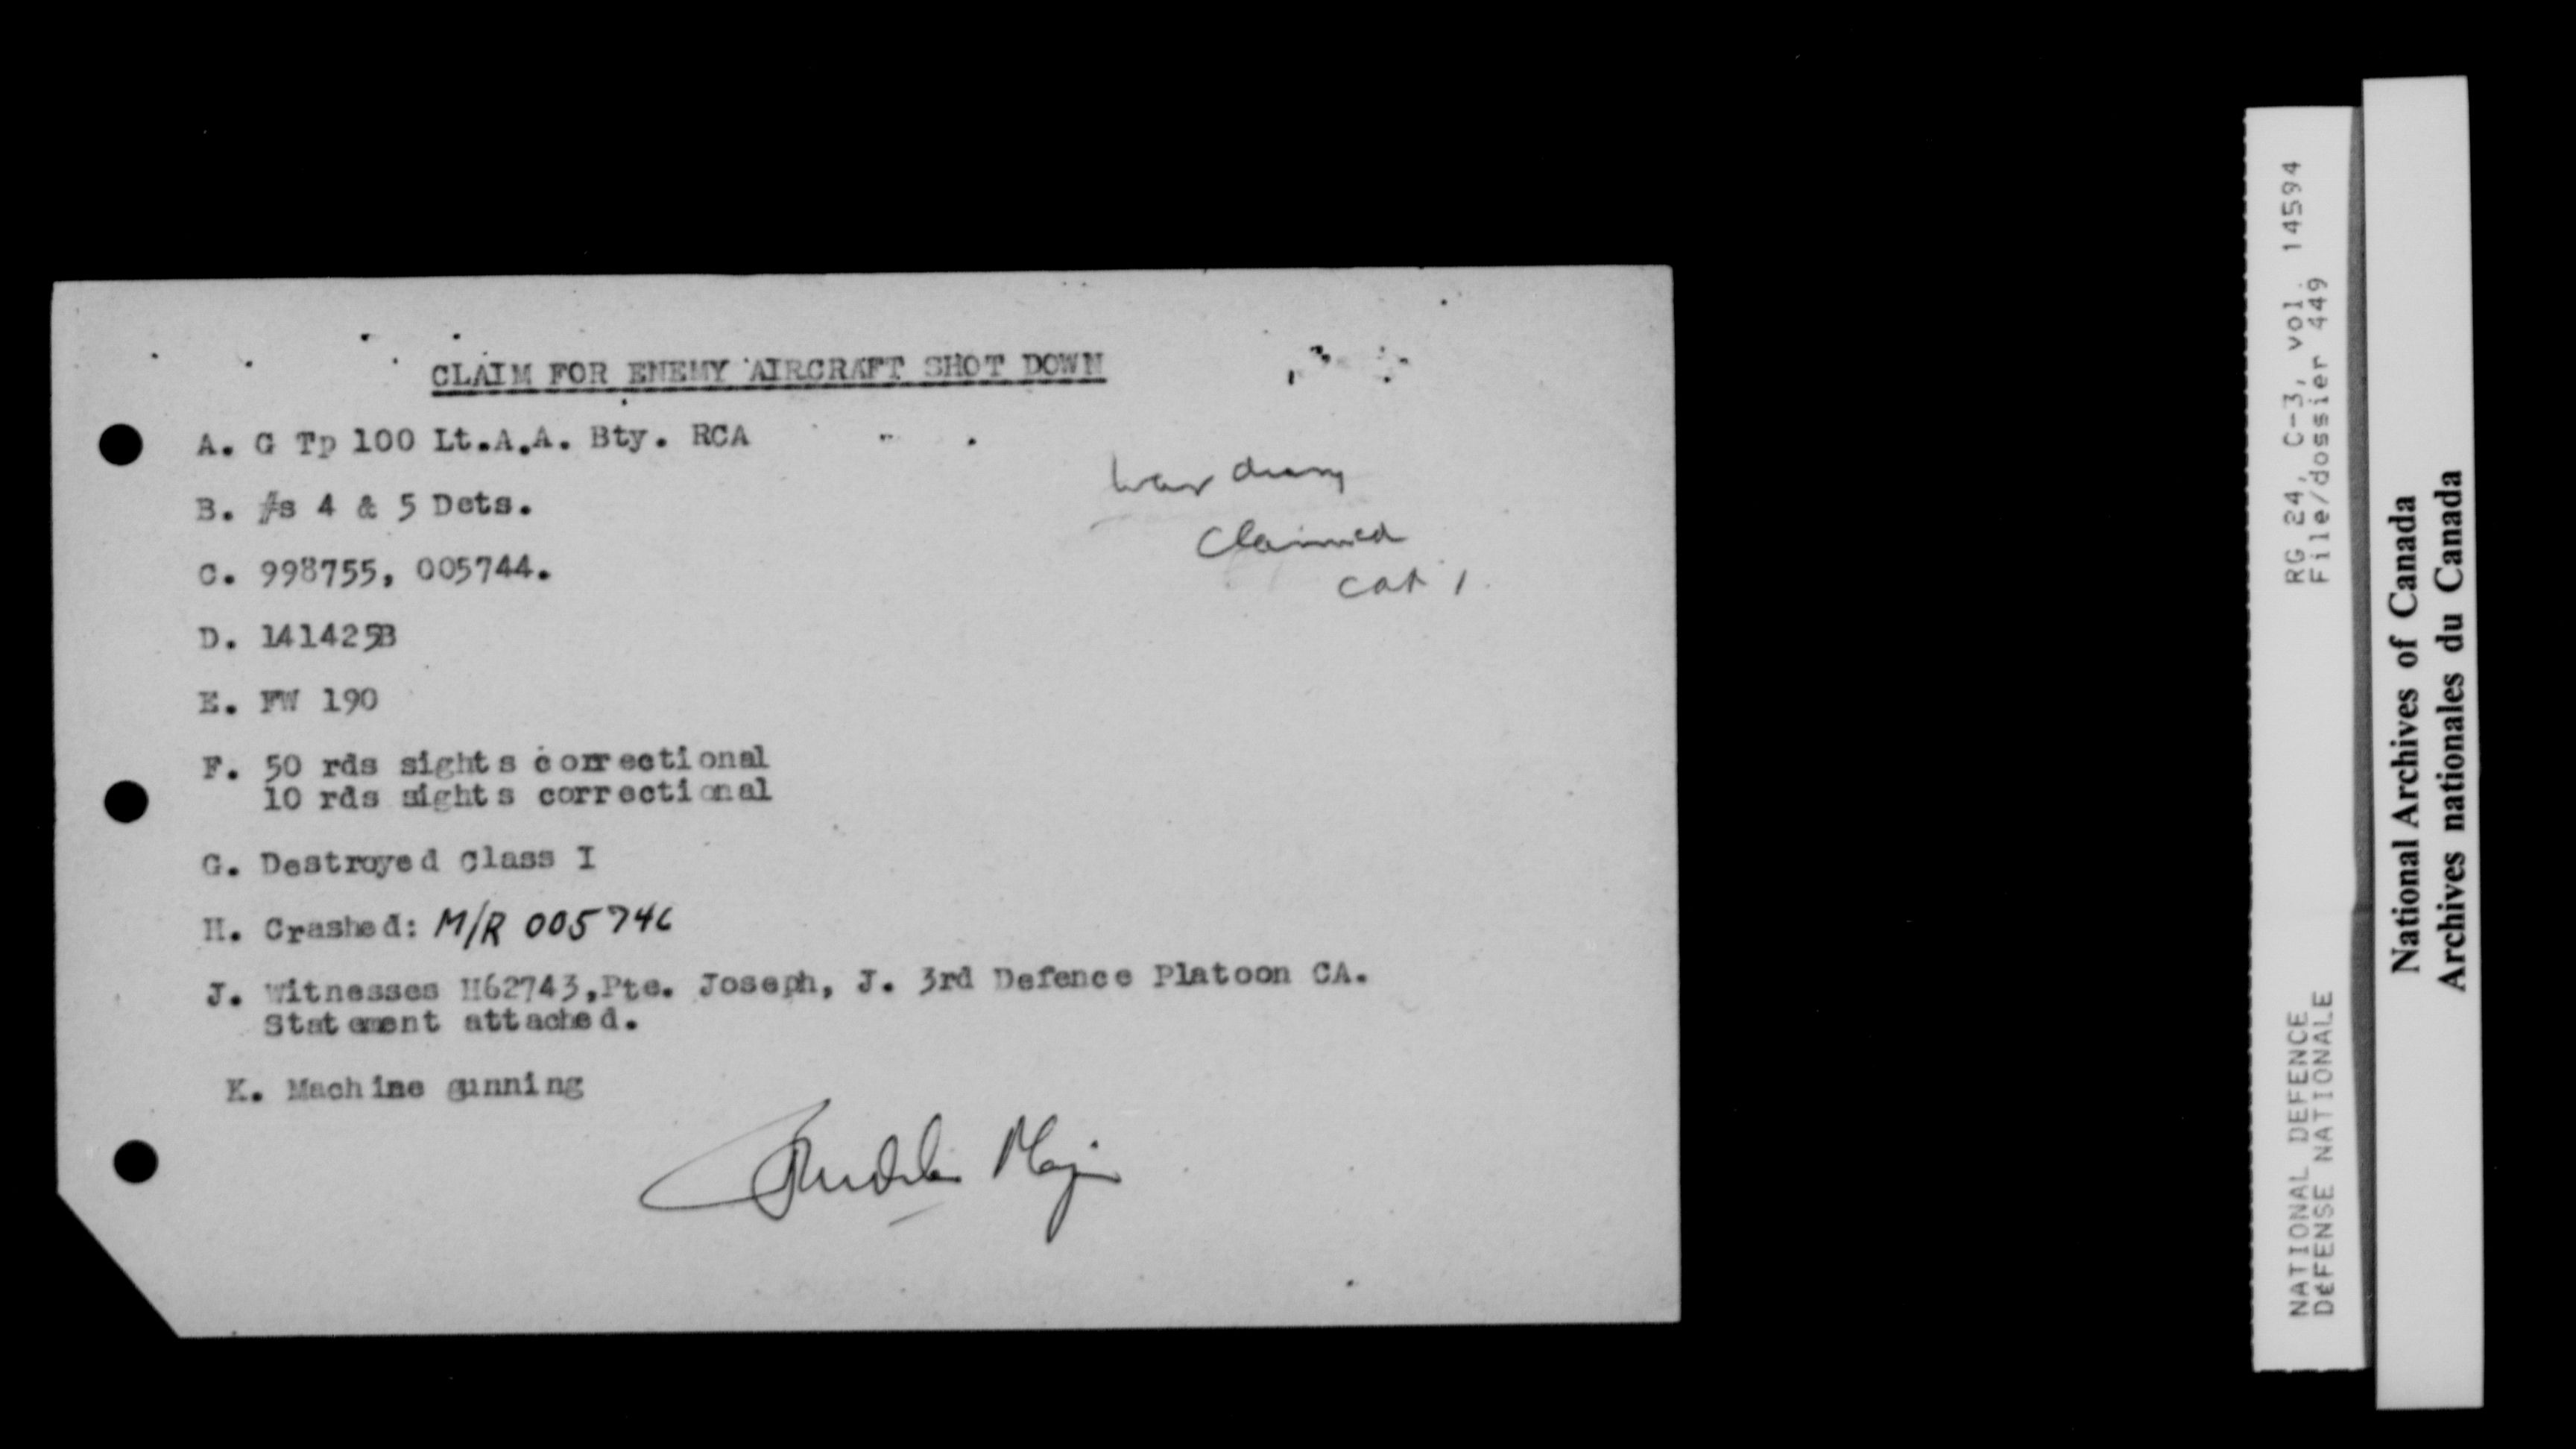 CLAIM FOR ENEMY AIRCRAFT SHOT DOWN
A. G Tp 100 Lt.A.A. Bty. RCA
B. #s 4 & 5 Dets.
C. 998755, 005744.
D. 141425B
E. FW 190
F. 50 rds sights correctional
10 rds sights correctional
G. Destroyed Class I
H. Crashed: M/R 005746
J. Witnesses H62743,Pte. Joseph, J. 3rd Defence Platoon CA.
Statement attached.
K. Machine gunning
Major
War diary
Claimed
cat 1
RG 24, C-3, vol. 14594
File/dossier 449
NATIONAL DEFENCE
DEFENSE NATIONALE
National Archives of Canada
Archives nationales du Canada